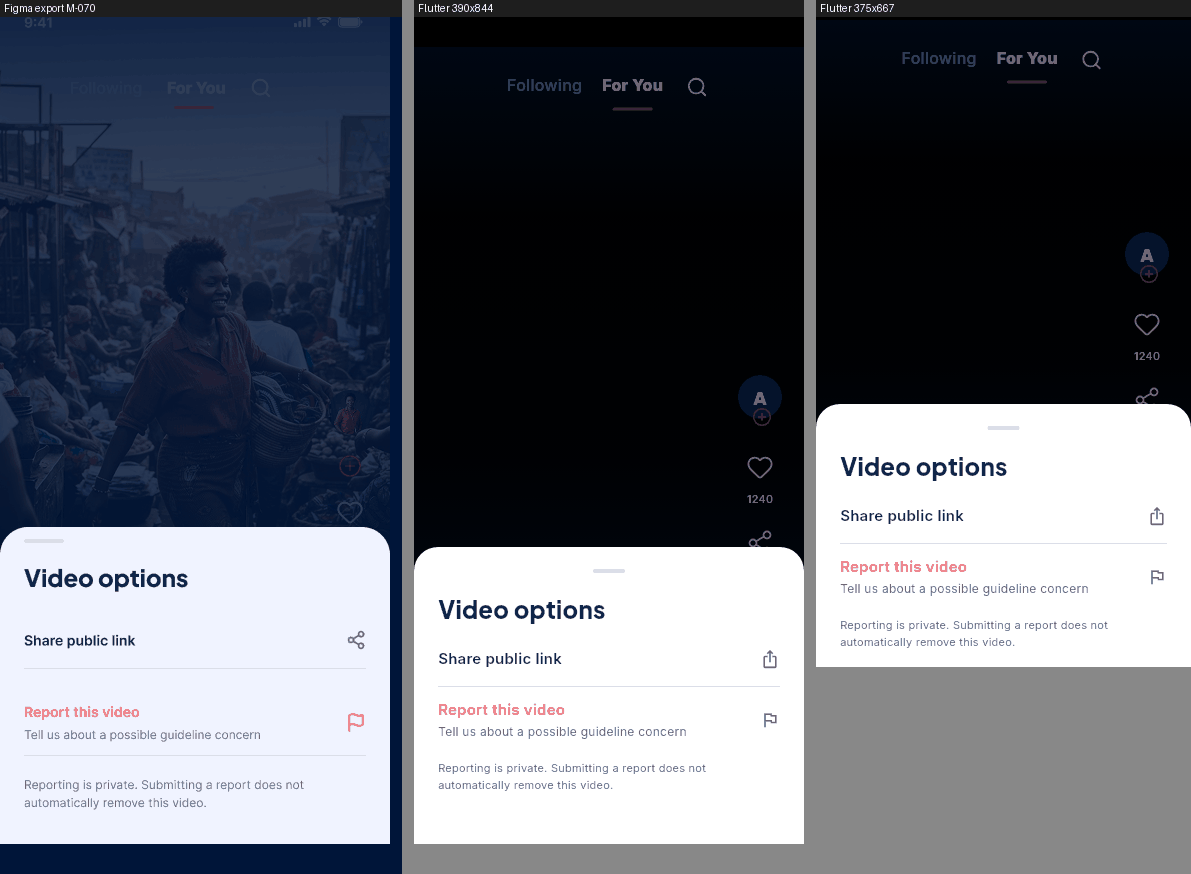 Figma export M-070
9:41
Following
For You
Video options
Share public link
Report this video
Tell us about a possible guideline concern
Reporting is private. Submitting a report does not
automatically remove this video.
Flutter 390x844
Following
For You
A
1240
Video options
Share public link
Report this video
Tell us about a possible guideline concern
Reporting is private. Submitting a report does not
automatically remove this video.
Flutter 375x667
Following
For You
A
1240
Video options
Share public link
Report this video
Tell us about a possible guideline concern
Reporting is private. Submitting a report does not
automatically remove this video.